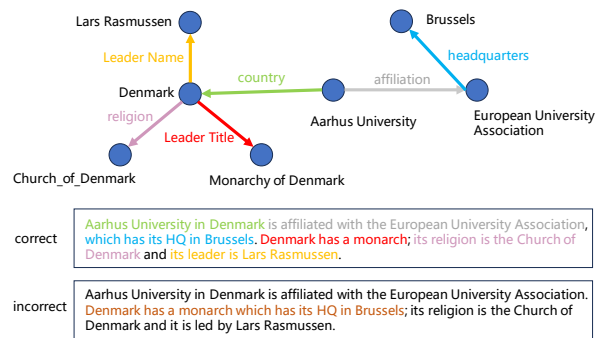 Lars Rasmussen
Brussels
Leader Name
headquarters
Denmark
country
affiliation
religion
Aarhus University
European University
Association
Leader Title
Church_of_Denmark
Monarchy of Denmark
correct
Aarhus University in Denmark is affiliated with the European University Association,
which has its HQ in Brussels. Denmark has a monarch; its religion is the Church of
Denmark and its leader is Lars Rasmussen.
incorrect
Aarhus University in Denmark is affiliated with the European University Association.
Denmark has a monarch which has its HQ in Brussels; its religion is the Church of
Denmark and it is led by Lars Rasmussen.